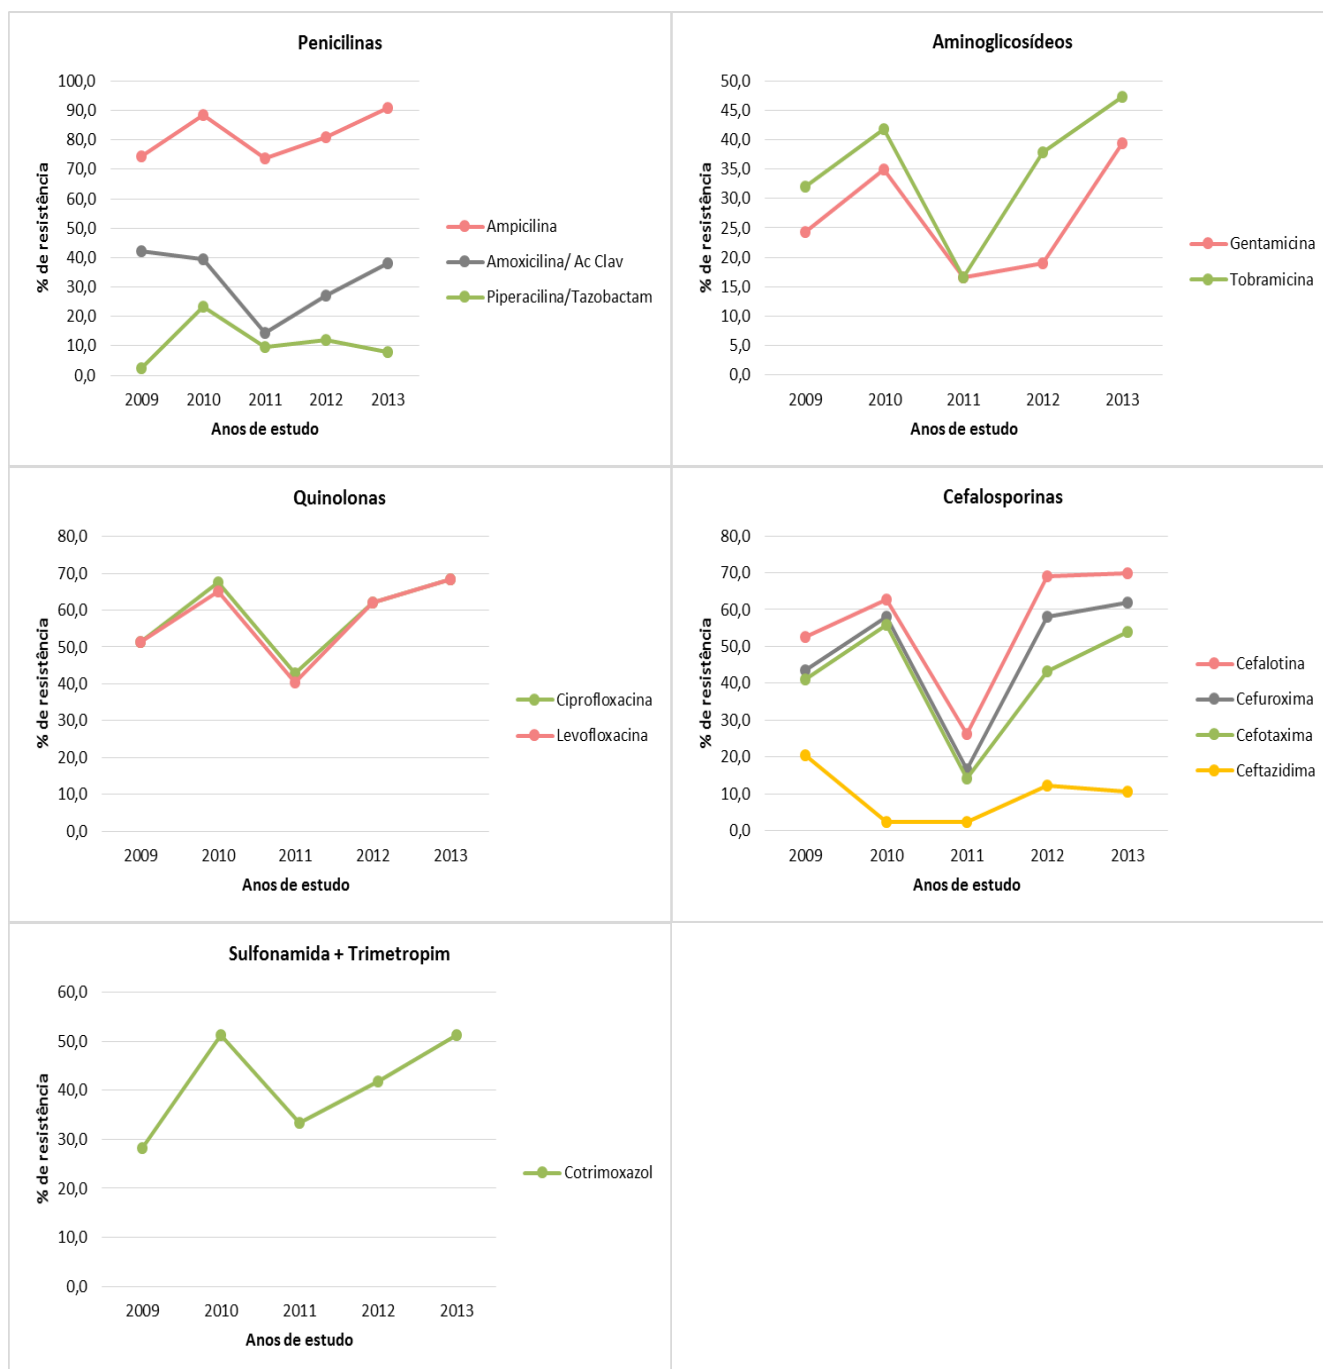 Penicilinas
100,0
90,0
80,0
70,0
60,0
50,0
40,0
30,0
20,0
10,0
0,0
% de resistência
2009 2010 2011 2012 2013
Anos de estudo
Ampicilina
Amoxicilina/ Ac Clav
Piperacilina/Tazobactam
Aminoglicosídeos
50,0
45,0
40,0
35,0
30,0
25,0
20,0
15,0
10,0
5,0
0,0
% de resistência
2009 2010 2011 2012 2013
Anos de estudo
Gentamicina
Tobramicina
Quinolonas
80,0
70,0
60,0
50,0
40,0
30,0
20,0
10,0
0,0
% de resistência
2009 2010 2011 2012 2013
Anos de estudo
Ciprofloxacina
Levofloxacina
Cefalosporinas
80,0
70,0
60,0
50,0
40,0
30,0
20,0
10,0
0,0
% de resistência
2009 2010 2011 2012 2013
Anos de estudo
Cefalotina
Cefuroxima
Cefotaxima
Ceftazidima
Sulfonamida + Trimetropim
60,0
50,0
40,0
30,0
20,0
10,0
0,0
% de resistência
2009 2010 2011 2012 2013
Anos de estudo
Cotrimoxazol